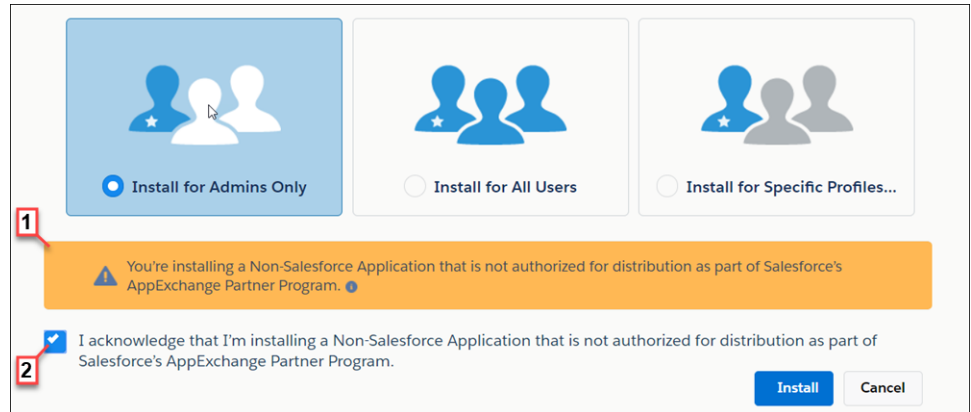 Install for Admins Only
Install for All Users
Install for Specific Profiles...
1
You're installing a Non-Salesforce Application that is not authorized for distribution as part of Salesforce's
AppExchange Partner Program.
I acknowledge that I'm installing a Non-Salesforce Application that is not authorized for distribution as part of
Salesforce's AppExchange Partner Program.
2
Install
Cancel